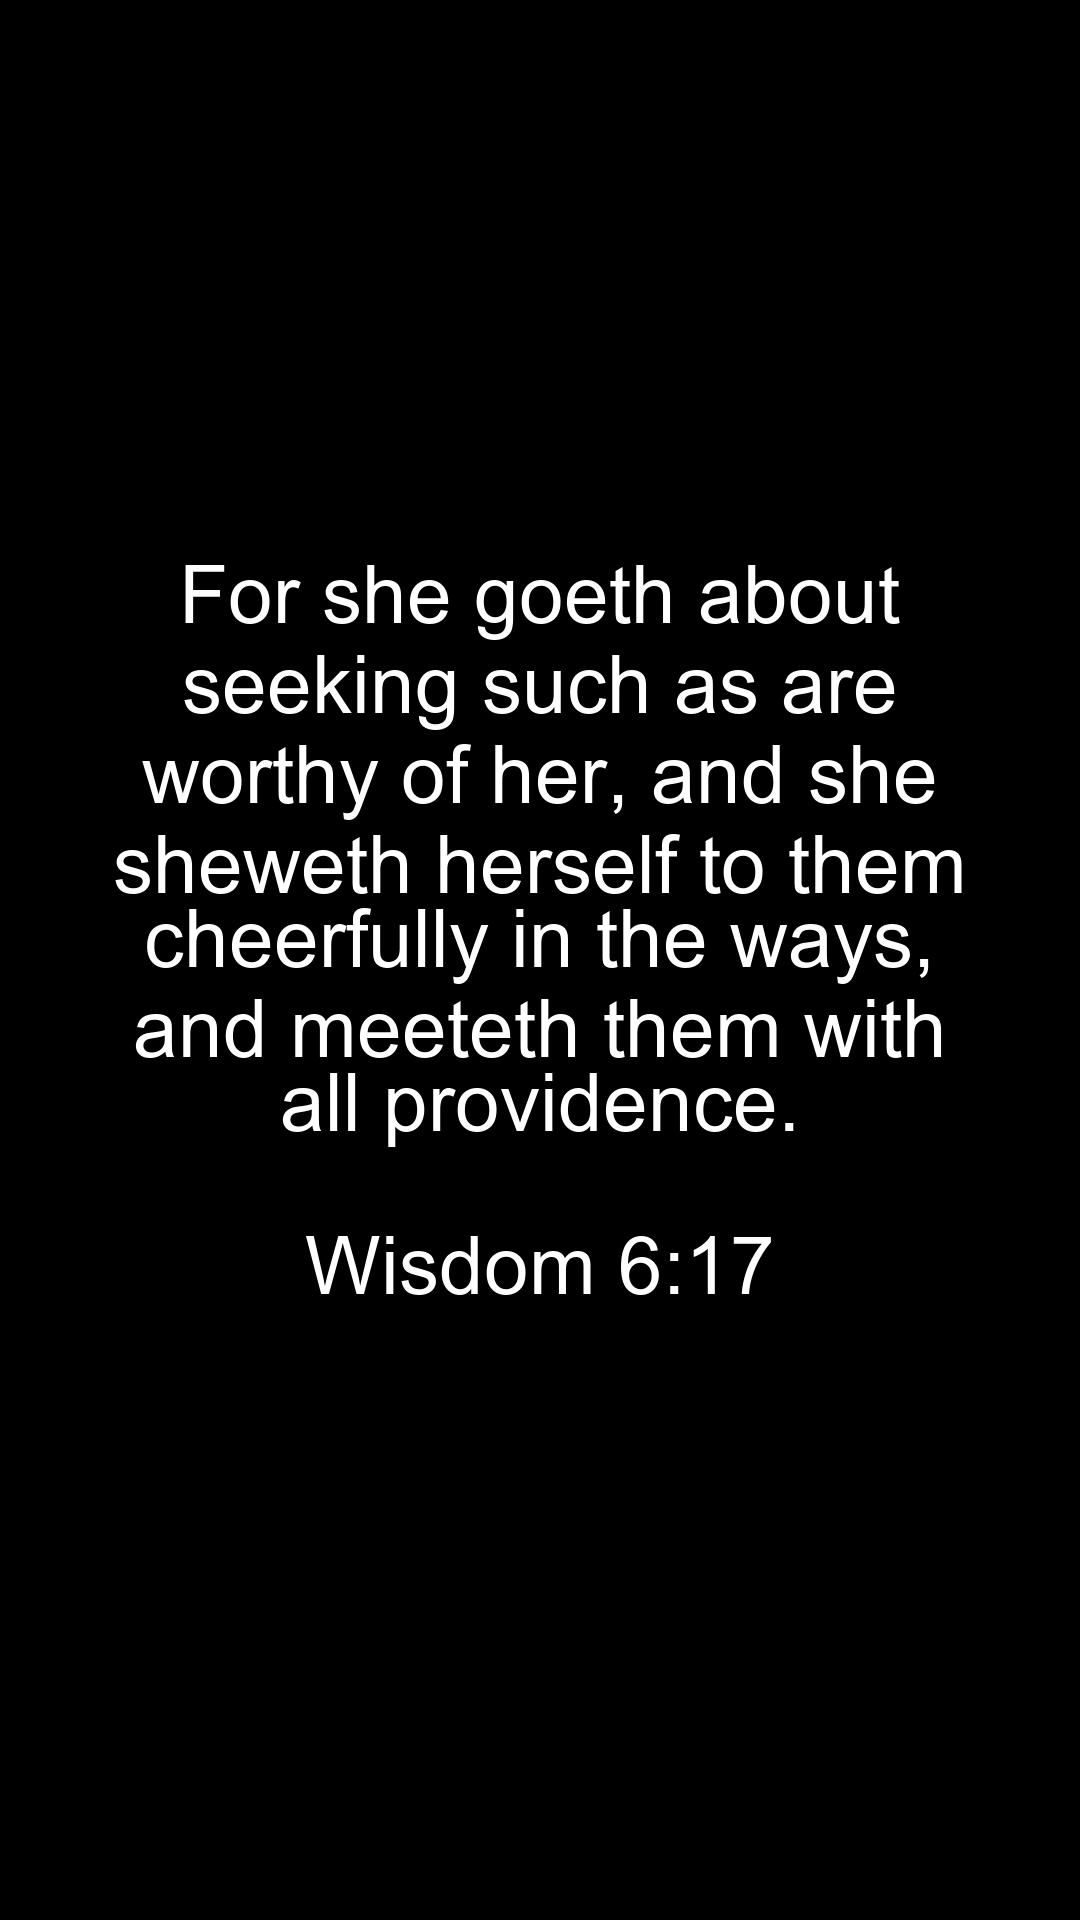 For she goeth about
seeking such as are
worthy of her, and she
sheweth herself to them
cheerfully in the ways,
and meeteth them with
all providence.
Wisdom 6:17